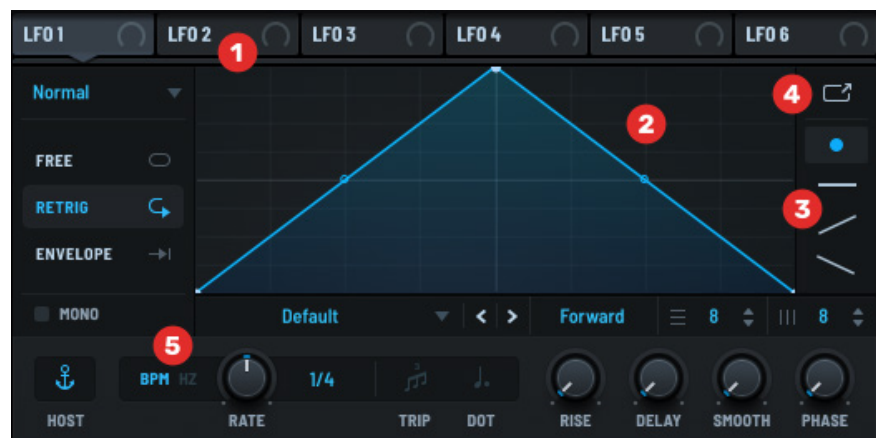 LFO 1 LFO 2 LFO 3 LFO 4 LFO 5 LFO 6
1
Normal
4
2
FREE
RETRIG
3
ENVELOPE
MONO
Default < > Forward 8 8
5
BPM HZ 1/4 3
HOST RATE TRIP DOT RISE DELAY SMOOTH PHASE